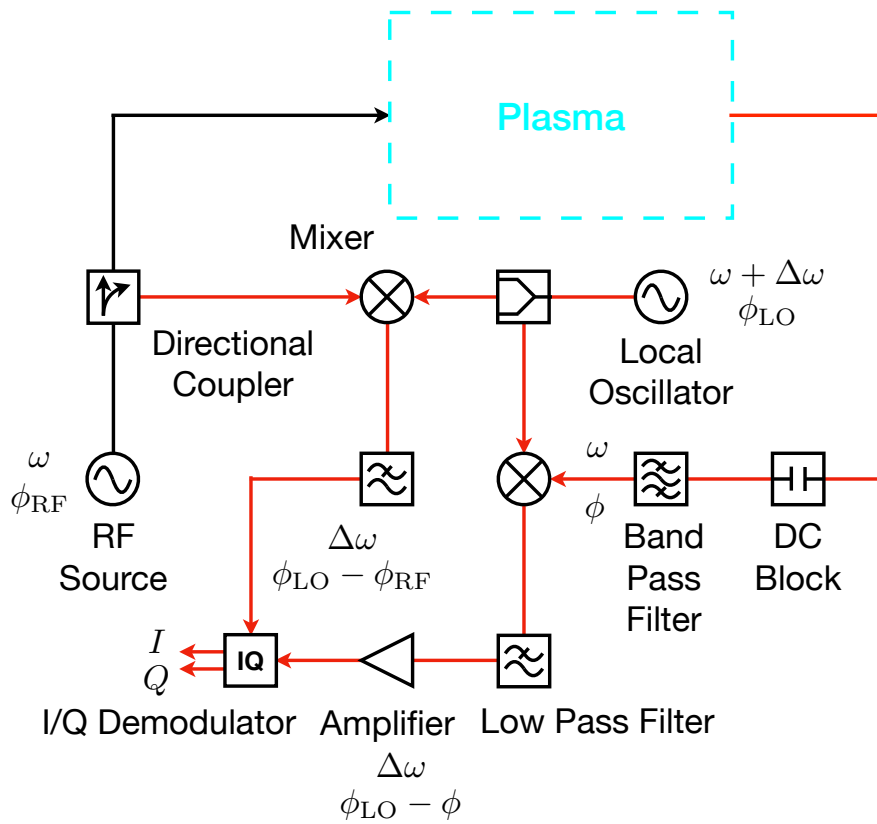 Plasma
Mixer
ω + Δω
ϕ_LO
Directional
Coupler
Local
Oscillator
ω
ϕ_RF
RF
Source
ω
ϕ
Band
Pass
Filter
DC
Block
Δω
ϕ_LO − ϕ_RF
I
Q
IQ
I/Q Demodulator
Amplifier
Low Pass Filter
Δω
ϕ_LO − ϕ